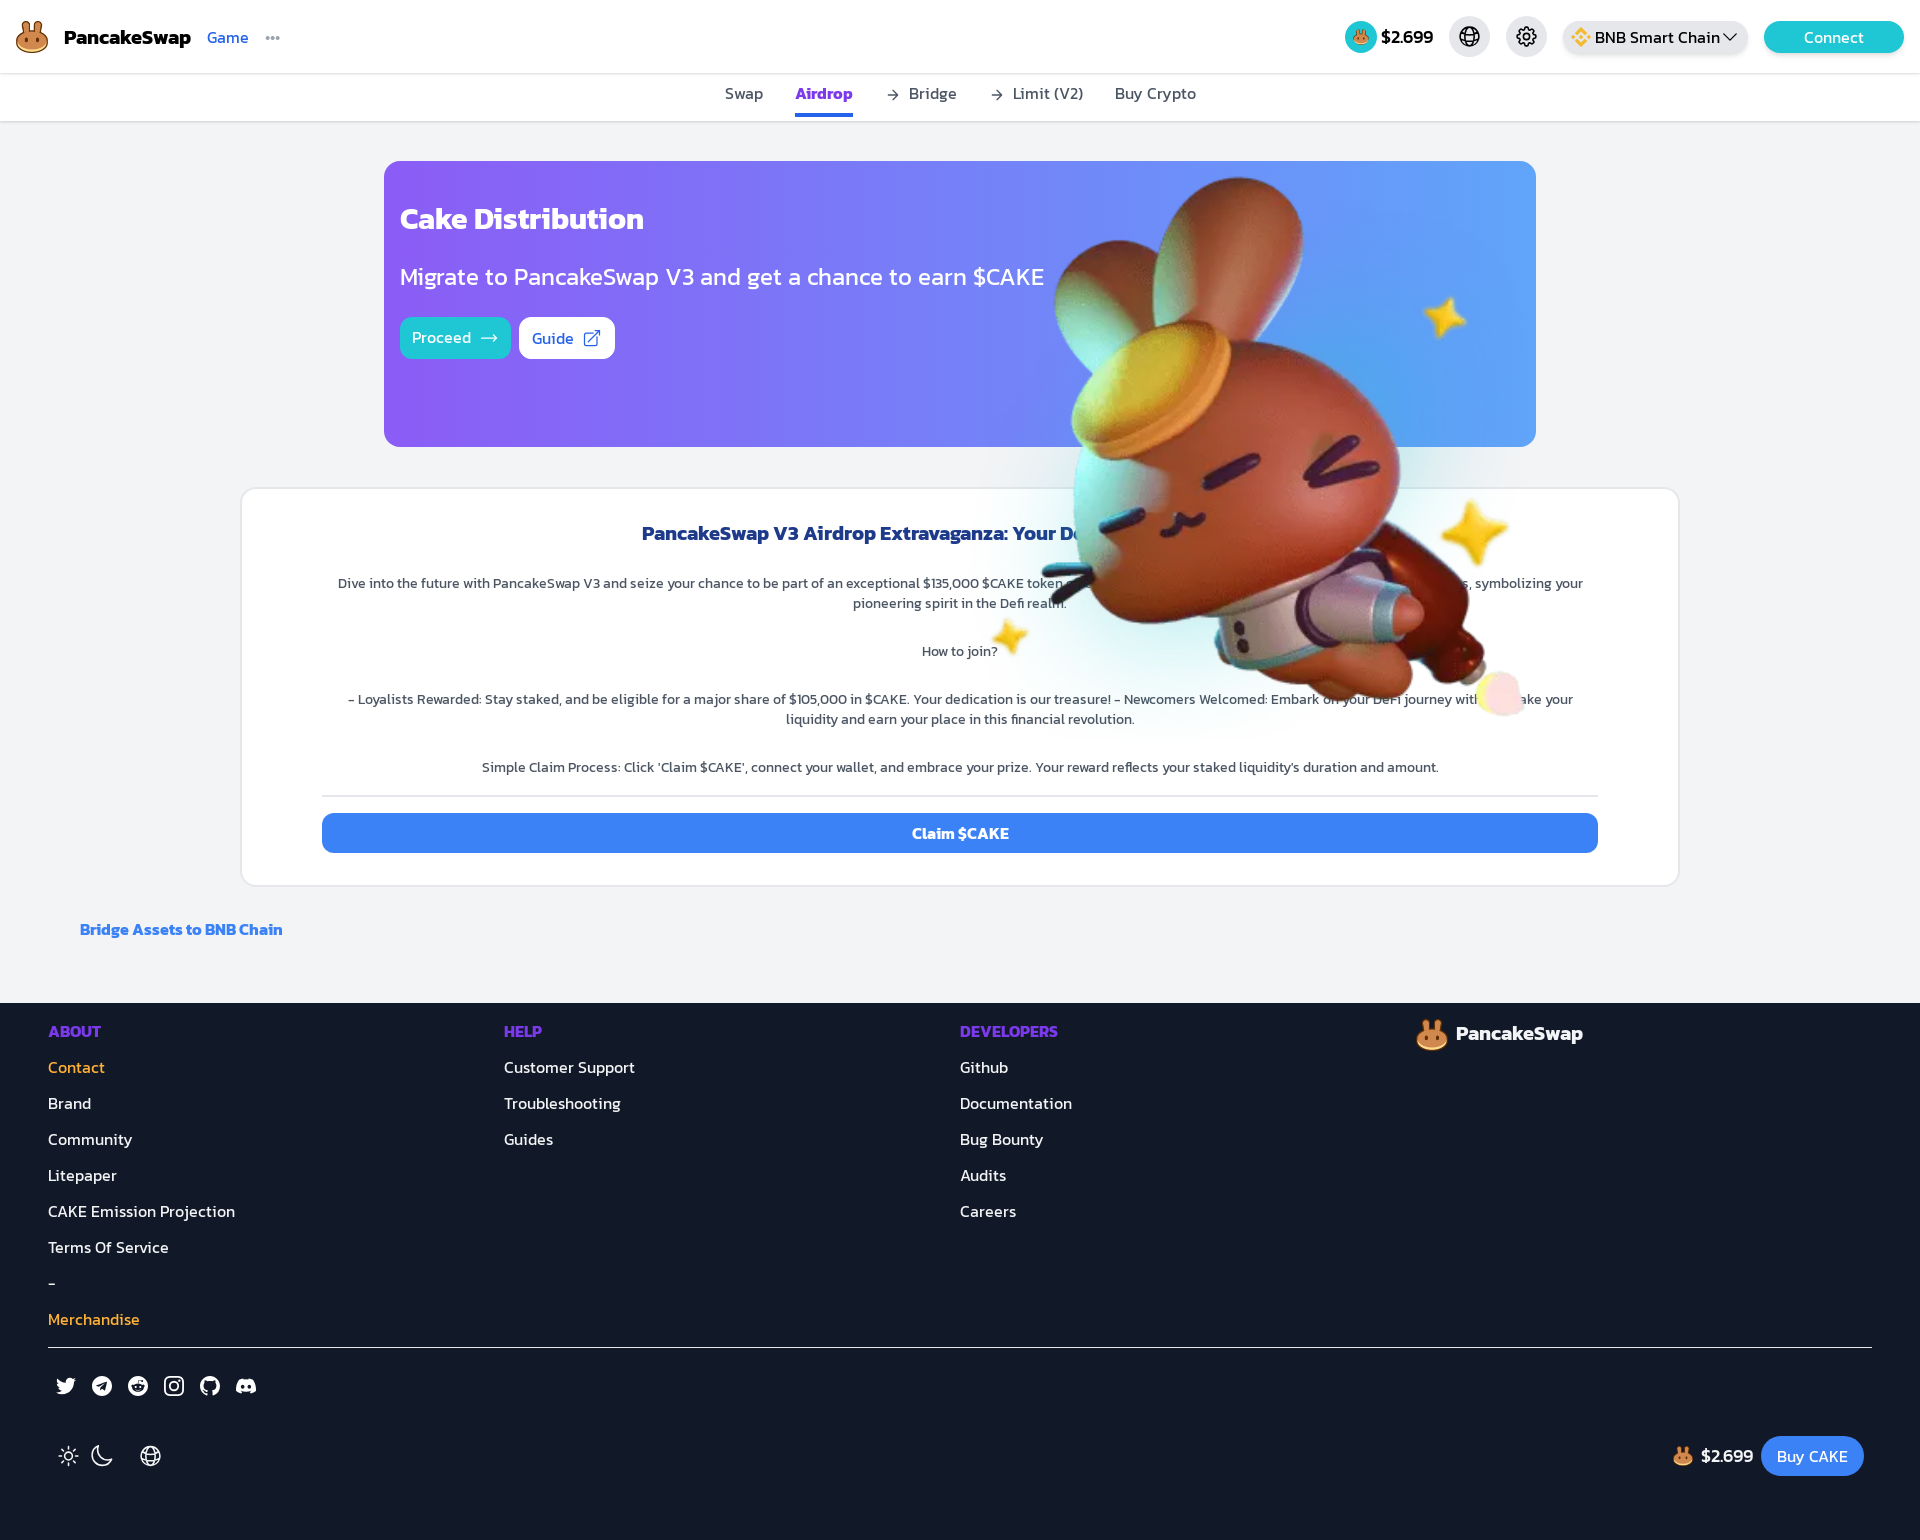 PancakeSwap
Game
$2.699
BNB Smart Chain
Connect
Swap
Airdrop
Bridge
Limit (V2)
Buy Crypto
Cake Distribution
Migrate to PancakeSwap V3 and get a chance to earn $CAKE
Proceed
Guide
PancakeSwap V3 Airdrop Extravaganza: Your
Dive into the future with PancakeSwap V3 and seize your chance to be part of an exceptional $135,000 $CAKE token symbolizing your
pioneering spirit in the Defi realm.
How to join?
- Loyalists Rewarded: Stay staked, and be eligible for a major share of $105,000 in $CAKE. Your dedication is our treasure! - Newcomers Welcomed: Embark on your DeFi journey your
liquidity and earn your place in this financial revolution.
Simple Claim Process: Click 'Claim $CAKE', connect your wallet, and embrace your prize. Your reward reflects your staked liquidity's duration and amount.
Claim $CAKE
Bridge Assets to BNB Chain
ABOUT
Contact
Brand
Community
Litepaper
CAKE Emission Projection
Terms Of Service
-
Merchandise
HELP
Customer Support
Troubleshooting
Guides
DEVELOPERS
Github
Documentation
Bug Bounty
Audits
Careers
PancakeSwap
$2.699
Buy CAKE